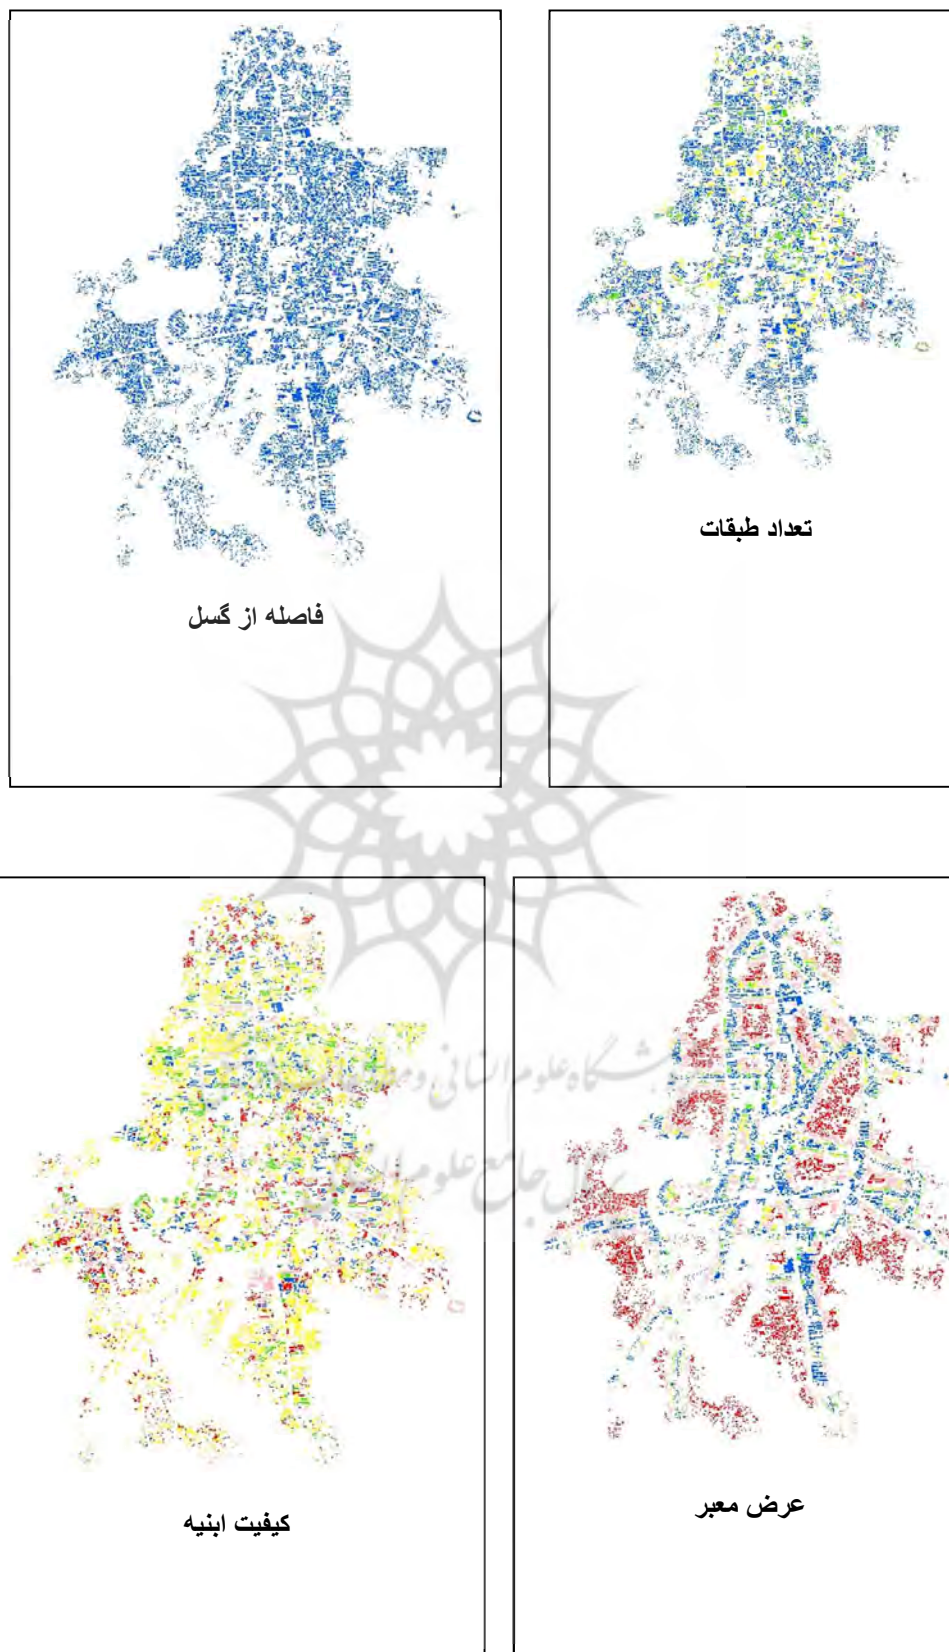 تعداد طبقات
فاصله از گسل
عرض معبر
کیفیت ابنیه